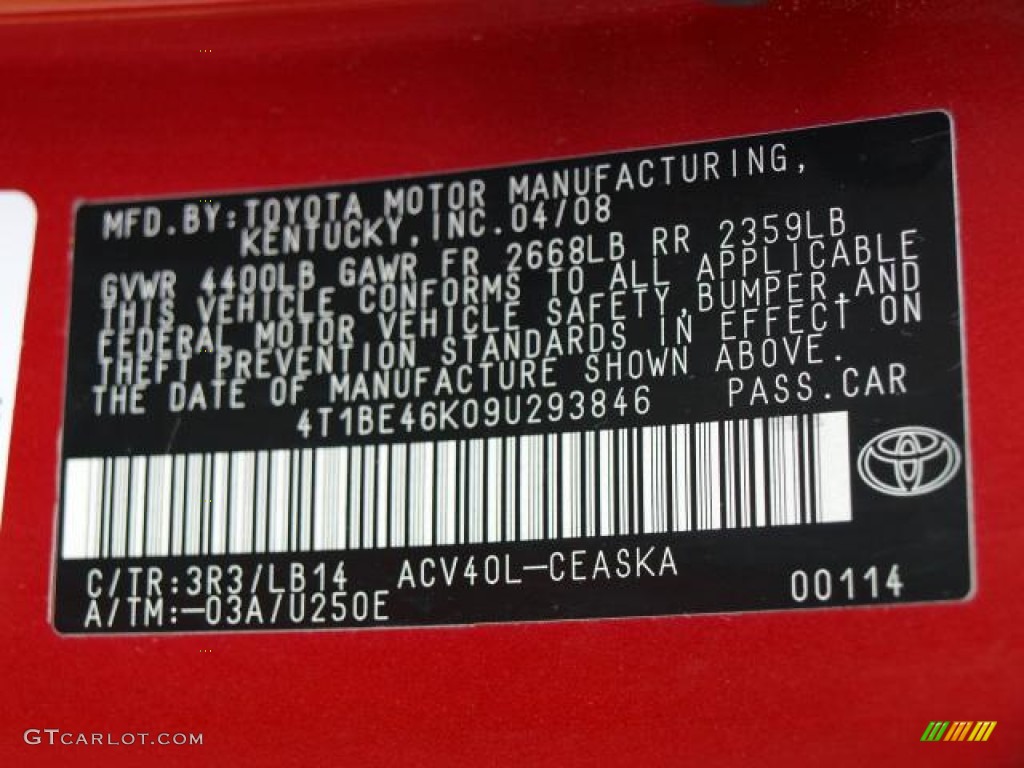 MFD.BY:TOYOTA MOTOR MANUFACTURING,
KENTUCKY,INC.04/08
GVWR 4400LB GAWR FR 2668LB RR 2359LB
THIS VEHICLE CONFORMS TO ALL APPLICABLE
FEDERAL MOTOR VEHICLE SAFETY,BUMPER,AND
THEFT PREVENTION STANDARDS IN EFFECT ON
THE DATE OF MANUFACTURE SHOWN ABOVE.
4T1BE46K09U293846 PASS.CAR
C/TR:3R3/LB14 ACV40L-CEASKA
A/TM:-03A/U250E 00114
GTCARLOT.COM